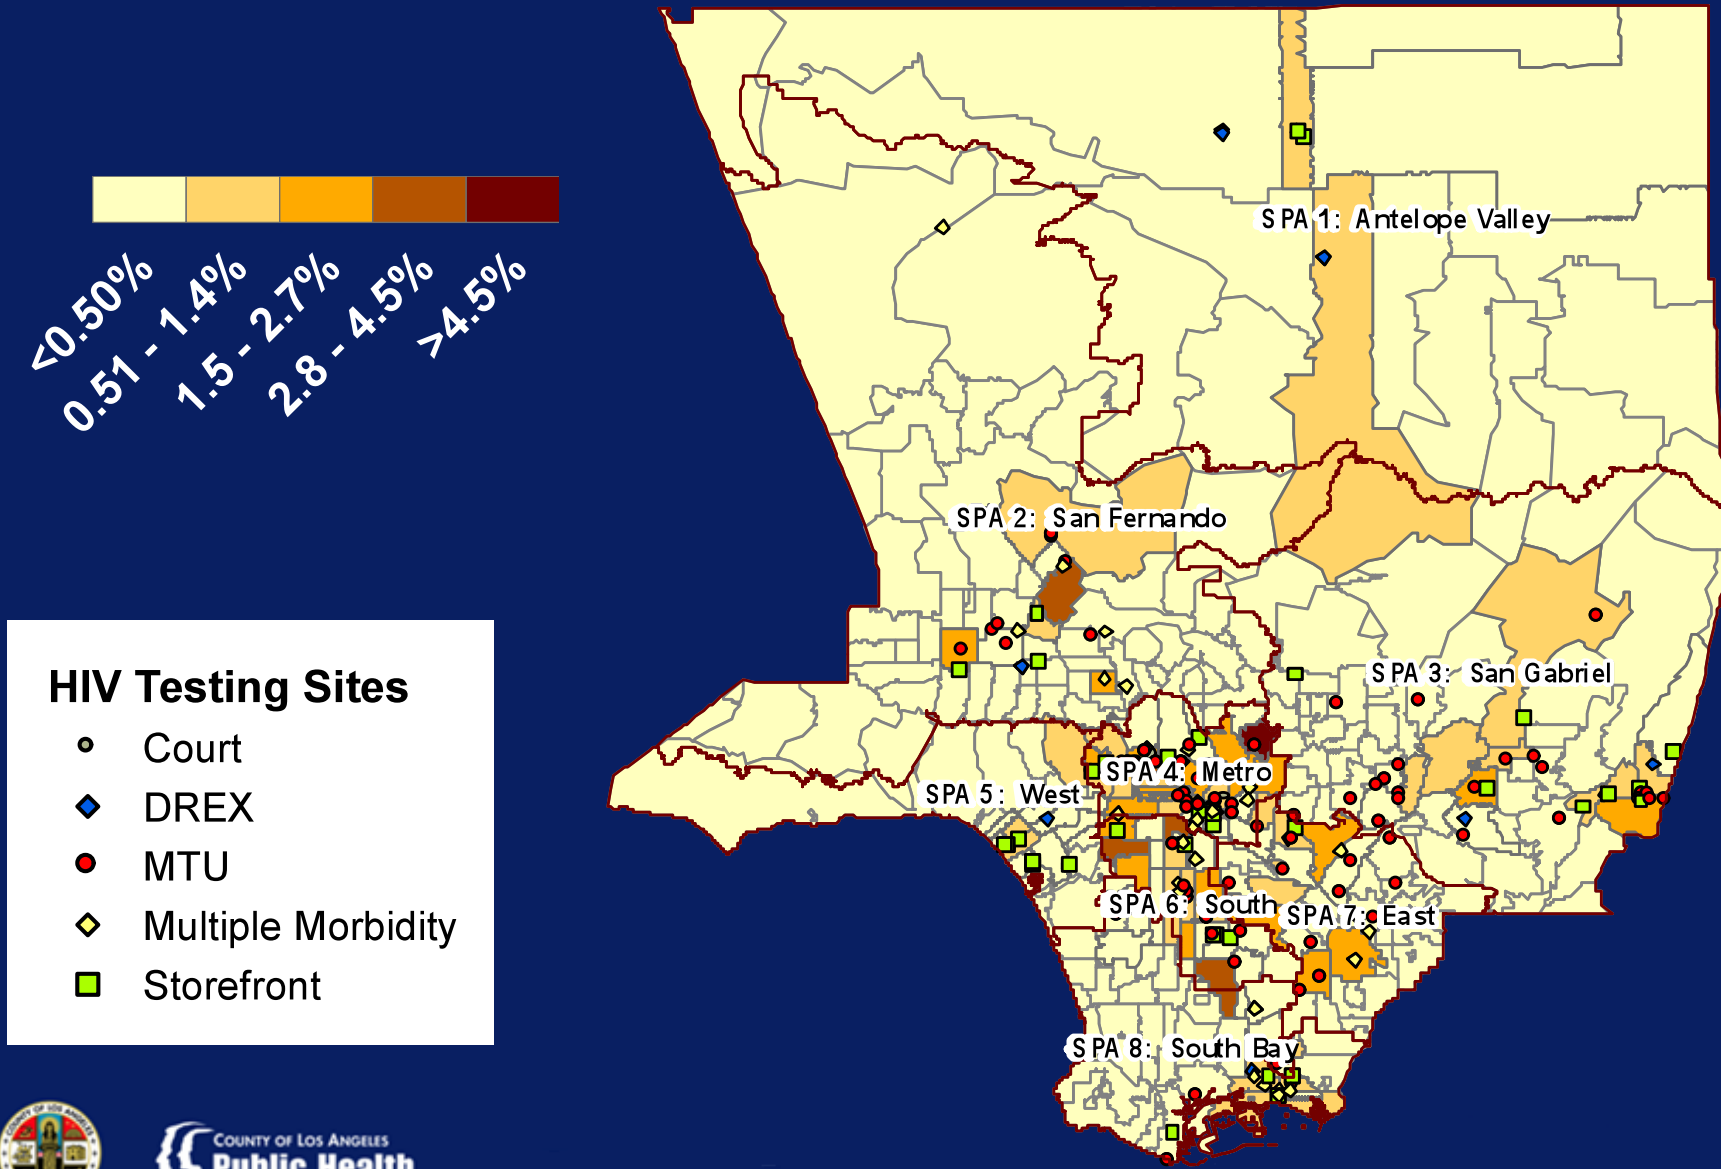 <0.50%
0.51 - 1.4%
1.5 - 2.7%
2.8 - 4.5%
>4.5%
SPA 1: Antelope Valley
SPA 2: San Fernando
SPA 3: San Gabriel
SPA 4: Metro
SPA 5: West
SPA 6: South
SPA 7: East
SPA 8: South Bay
HIV Testing Sites
Court
DREX
MTU
Multiple Morbidity
Storefront
COUNTY OF LOS ANGELES
Public Health